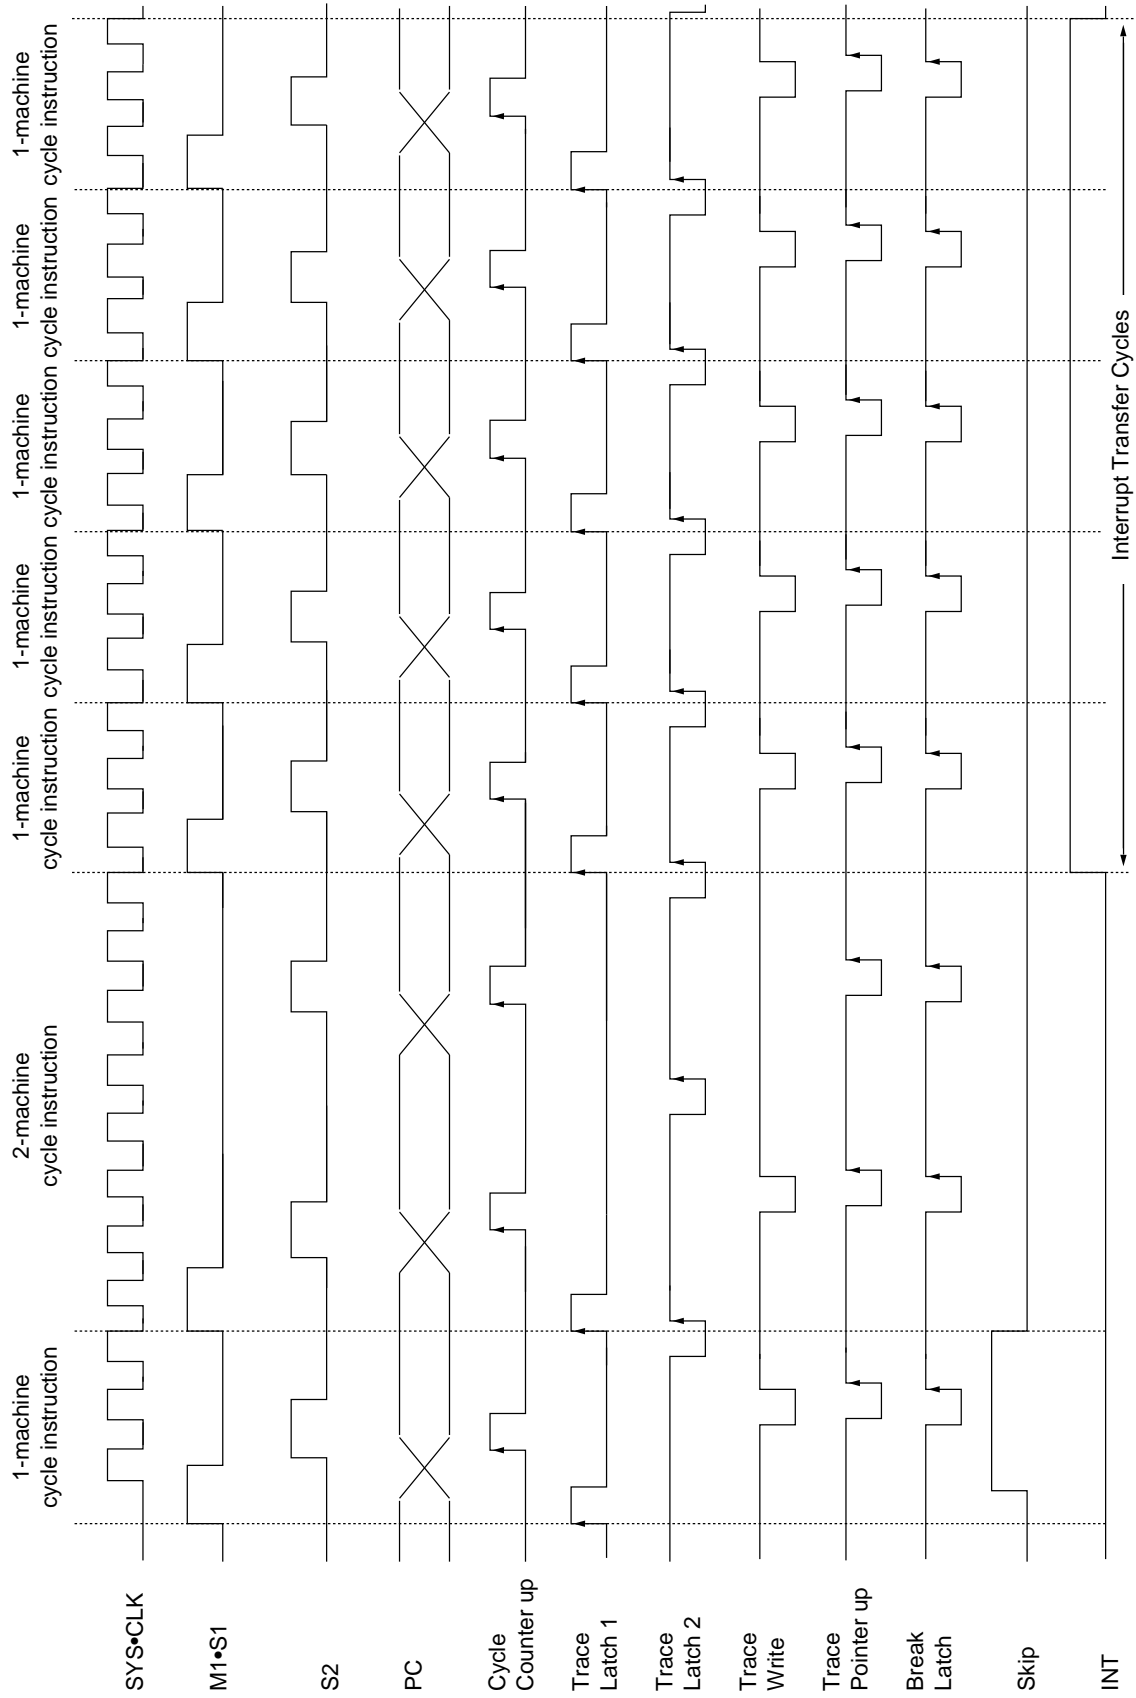 1-machine
cycle instruction
2-machine
cycle instruction
1-machine
cycle instruction
1-machine
cycle instruction
1-machine
cycle instruction
1-machine
cycle instruction
1-machine
cycle instruction
SYS•CLK
M1•S1
S2
PC
Cycle
Counter up
Trace
Latch 1
Trace
Latch 2
Trace
Write
Trace
Pointer up
Break
Latch
Skip
INT
Interrupt Transfer Cycles